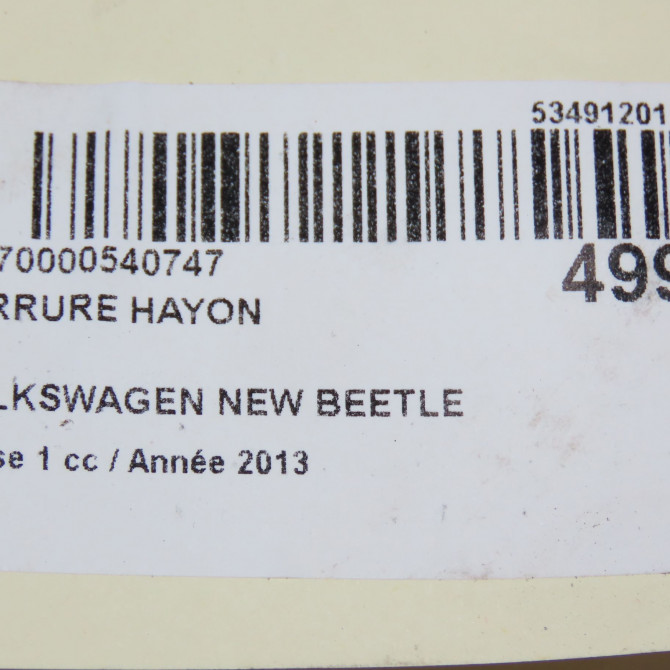 53491201
70000540747
499
RRURE HAYON
LKSWAGEN NEW BEETLE
se 1 cc / Année 2013